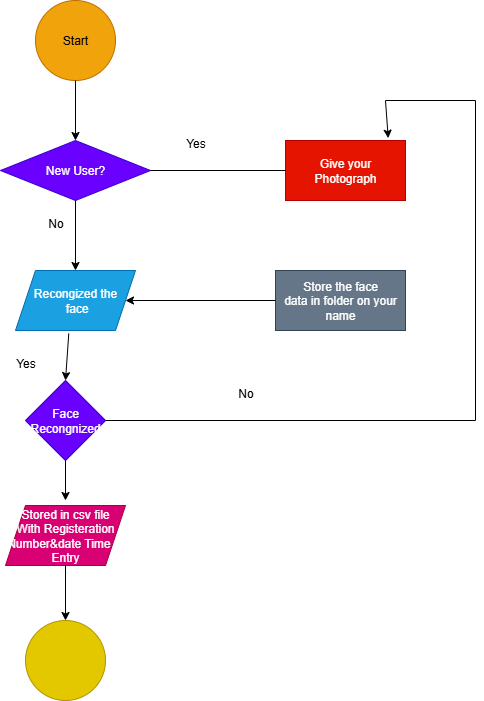 Start
Yes
New User?
Give your
Photograph
No
Recongized the
face
Store the face
data in folder on your
name
Yes
No
Face
Recongnized
Stored in csv file
With Registeration
Number&date Time
Entry